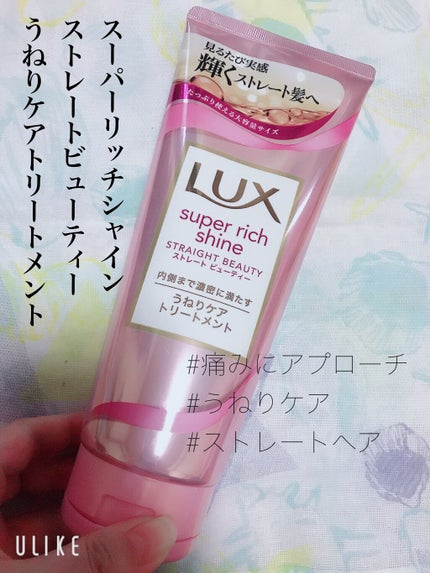 スーパーリッチシャイン
ストレートビューティー
うねりケアトリートメント
見るたび実感
輝くストレート髪へ
たっぷり使える大容量サイズ
LUX
super rich
shine
STRAIGHT BEAUTY
ストレート ビューティー
内側まで濃密に満たす
うねりケア
トリートメント
#痛みにアプローチ
#うねりケア
#ストレートヘア
ULIKE